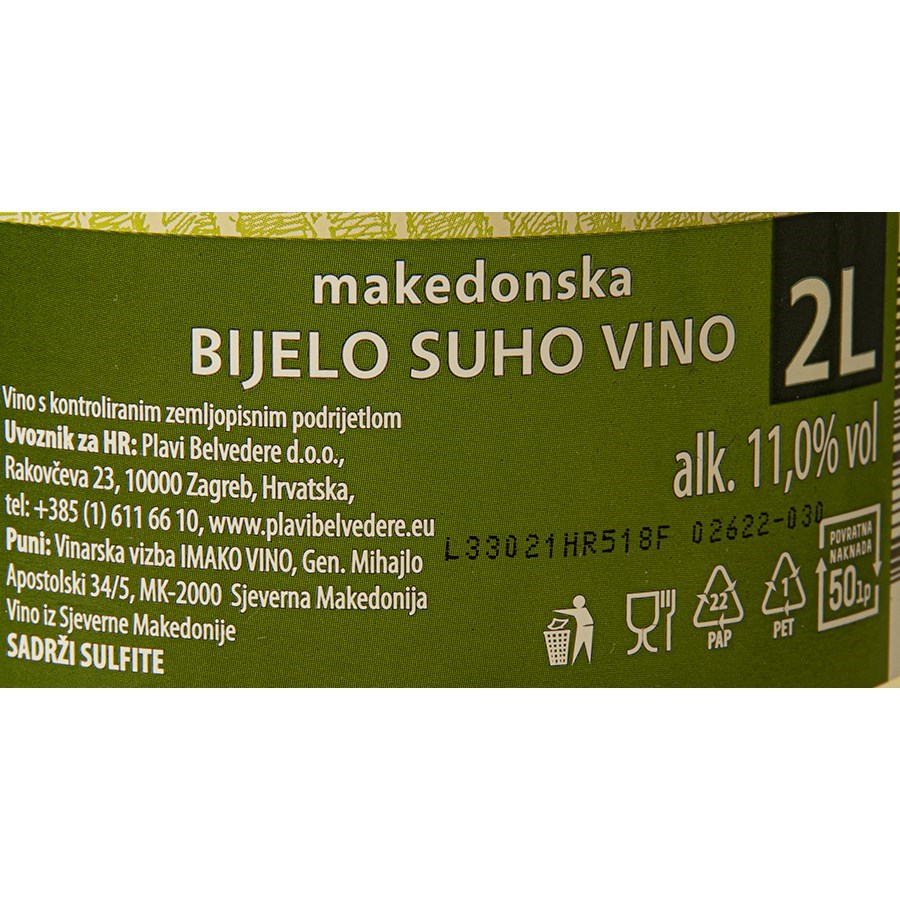 makedonska
BIJELO SUHO VINO
2L
Vino s kontroliranim zemljopisnim podrijetlom
Uvoznik za HR: Plavi Belvedere d.o.o.,
Rakovčeva 23, 10000 Zagreb, Hrvatska,
tel: +385 (1) 611 66 10, www.plavibelvedere.eu
Puni: Vinarska vizba IMAKO VINO, Gen. Mihajlo
Apostolski 34/5, MK-2000 Sjeverna Makedonija
Vino iz Sjeverne Makedonije
SADRŽI SULFITE
alk. 11,0% vol
L33021HR518F 02622-030
22
PAP
1
PET
POVRATNA
NAKNADA
50lp